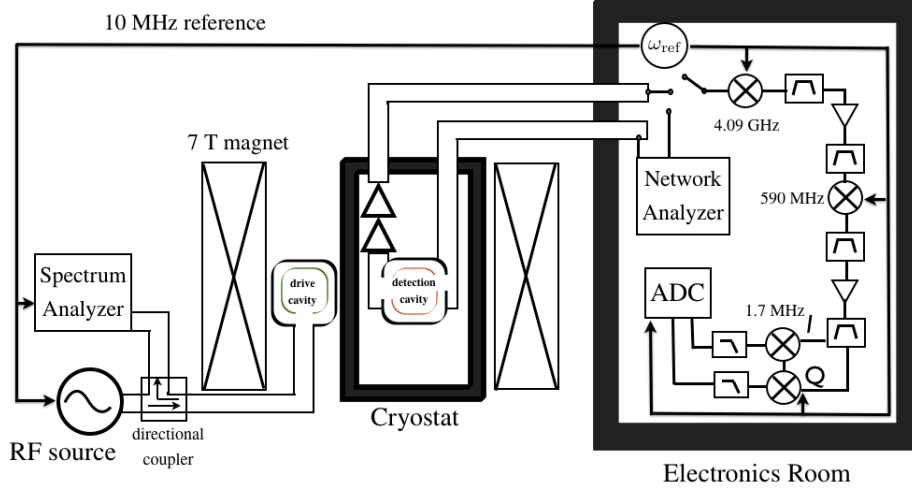 10 MHz reference
ωref
4.09 GHz
7 T magnet
Network
Analyzer
590 MHz
Spectrum
Analyzer
drive
cavity
detection
cavity
ADC
1.7 MHz
I
Q
Cryostat
RF source
directional
coupler
Electronics Room